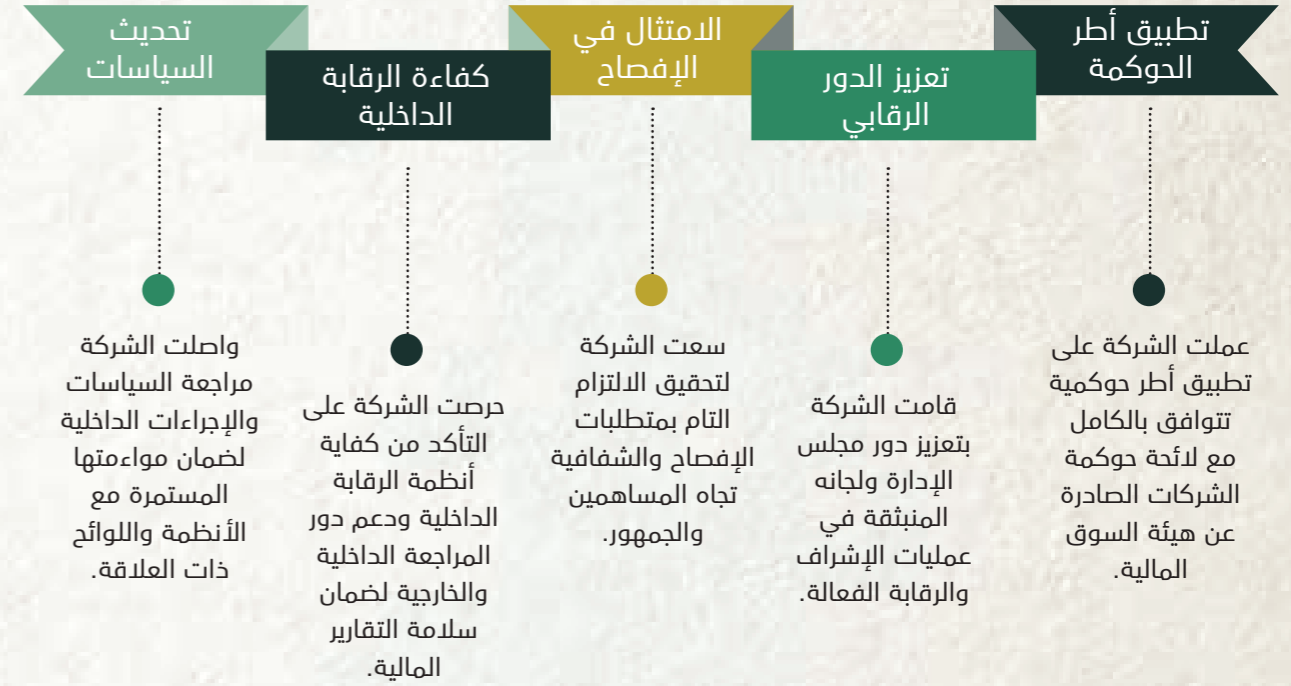 تطبيق أطر
الحوكمة
عملت الشركة على
تطبيق أطر حوكمية
تتوافق بالكامل
مع لائحة حوكمة
الشركات الصادرة
عن هيئة السوق
المالية.
تعزيز الدور
الرقابي
قامت الشركة
بتعزيز دور مجلس
الإدارة ولجانه
المنبثقة في
عمليات الإشراف
والرقابة الفعالة.
الامتثال في
الإفصاح
سعت الشركة
لتحقيق الالتزام
التام بمتطلبات
الإفصاح والشفافية
تجاه المساهمين
والجمهور.
كفاءة الرقابة
الداخلية
حرصت الشركة على
التأكد من كفاية
أنظمة الرقابة
الداخلية ودعم دور
المراجعة الداخلية
والخارجية لضمان
سلامة التقارير
المالية.
تحديث
السياسات
واصلت الشركة
مراجعة السياسات
والإجراءات الداخلية
لضمان مواءمتها
المستمرة مع
الأنظمة واللوائح
ذات العلاقة.